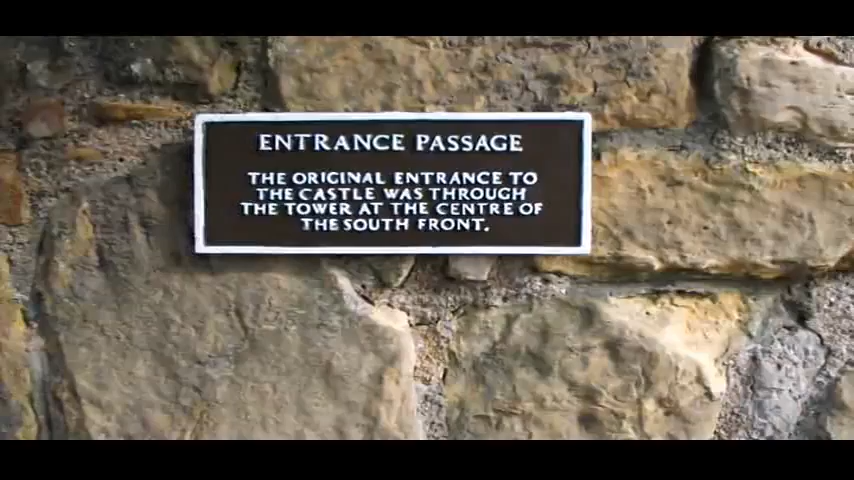 ENTRANCE PASSAGE
THE ORIGINAL ENTRANCE TO
THE CASTLE WAS THROUGH
THE TOWER AT THE CENTRE OF
THE SOUTH FRONT.